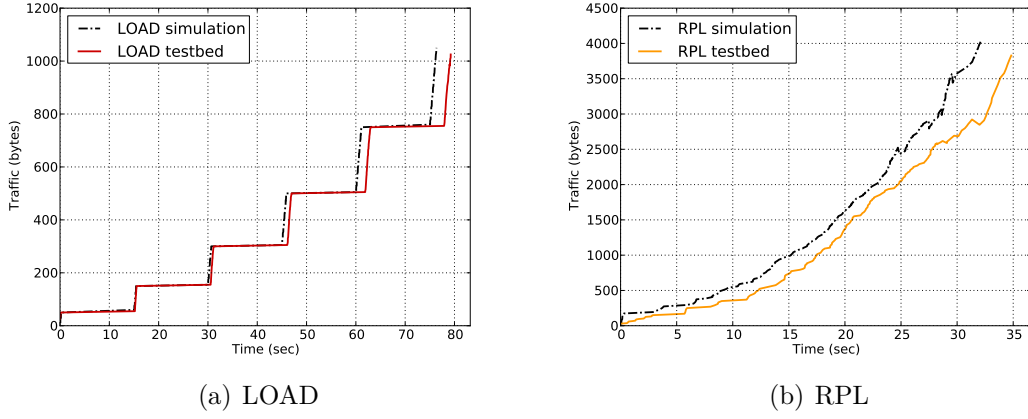 1200
1000
800
600
400
200
0
Traffic (bytes)
LOAD simulation
LOAD testbed
0 10 20 30 40 50 60 70 80
Time (sec)
(a) LOAD
4500
4000
3500
3000
2500
2000
1500
1000
500
0
Traffic (bytes)
RPL simulation
RPL testbed
0 5 10 15 20 25 30 35
Time (sec)
(b) RPL